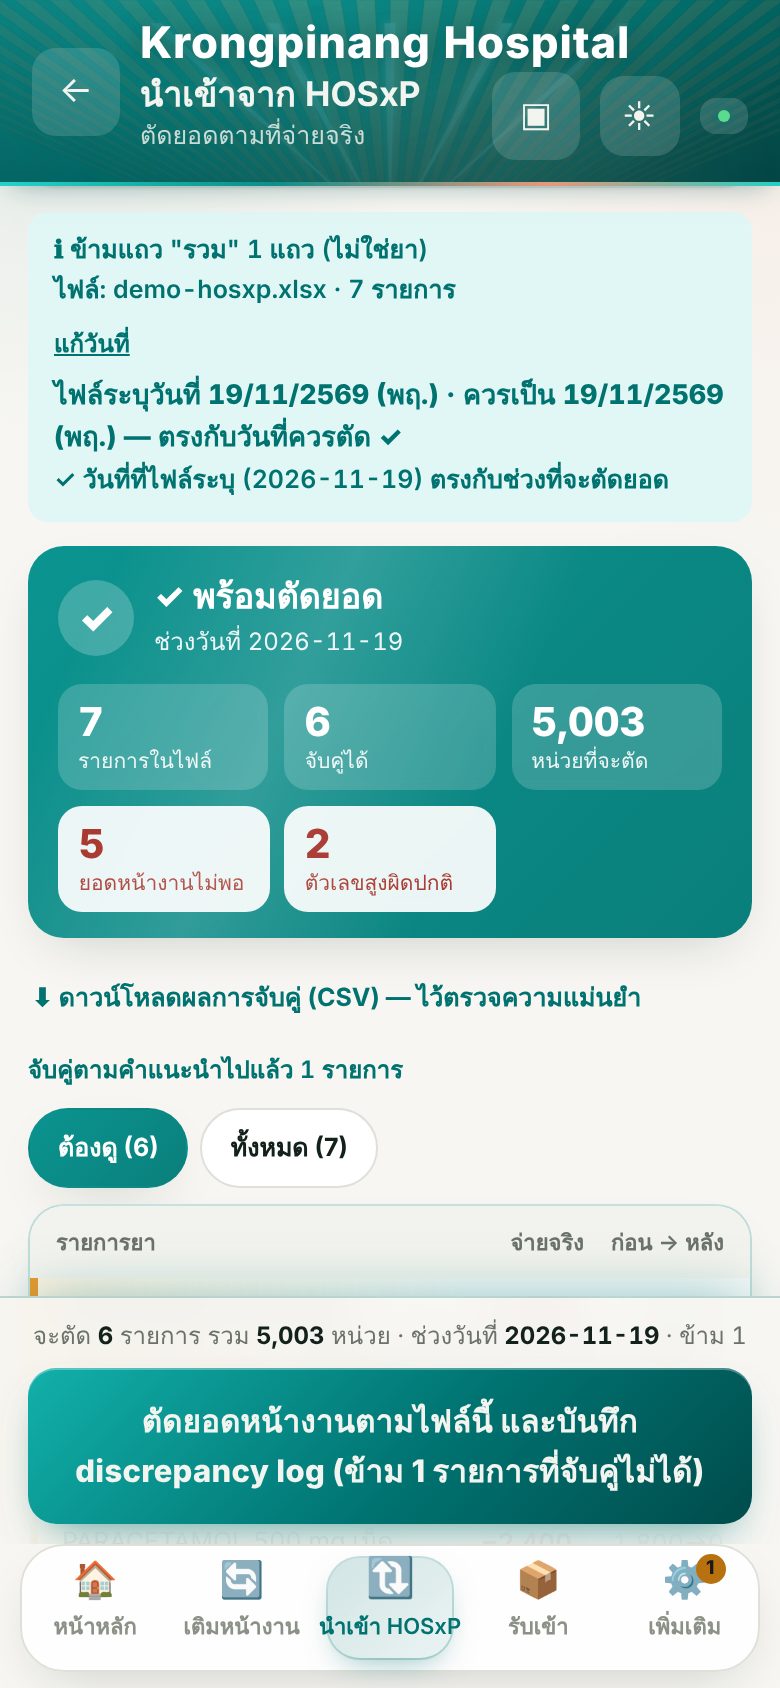 Krongpinang Hospital
นำเข้าจาก HOSxP
ตัดยอดตามที่จ่ายจริง
ℹ ข้ามแถว "รวม" 1 แถว (ไม่ใช่ยา)
ไฟล์: demo-hosxp.xlsx · 7 รายการ
แก้วันที่
ไฟล์ระบุวันที่ 19/11/2569 (พฤ.) · ควรเป็น 19/11/2569
(พฤ.) — ตรงกับวันที่ควรตัด ✓
✓ วันที่ที่ไฟล์ระบุ (2026-11-19) ตรงกับช่วงที่จะตัดยอด
✓ พร้อมตัดยอด
ช่วงวันที่ 2026-11-19
7
รายการในไฟล์
6
จับคู่ได้
5,003
หน่วยที่จะตัด
5
ยอดหน้างานไม่พอ
2
ตัวเลขสูงผิดปกติ
⬇ ดาวน์โหลดผลการจับคู่ (CSV) — ไว้ตรวจความแม่นยำ
จับคู่ตามคำแนะนำไปแล้ว 1 รายการ
ต้องดู (6)
ทั้งหมด (7)
รายการยา จ่ายจริง ก่อน → หลัง
จะตัด 6 รายการ รวม 5,003 หน่วย · ช่วงวันที่ 2026-11-19 · ข้าม 1
ตัดยอดหน้างานตามไฟล์นี้ และบันทึก
discrepancy log (ข้าม 1 รายการที่จับคู่ไม่ได้)
PARACETAMOL 500 mg เม็ด −2,400 1,800→0
1
หน้าหลัก
เติมหน้างาน
นำเข้า HOSxP
รับเข้า
เพิ่มเติม